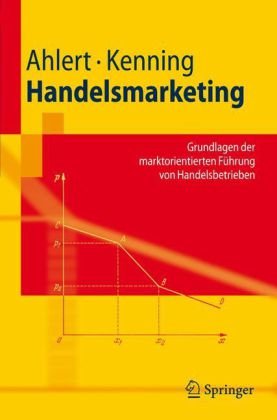 Ahlert · Kenning
Handelsmarketing
Grundlagen der
marktorientierten Führung
von Handelsbetrieben
p
C
p₁
A
p₂
B
D
0
x₁
x₂
x
Springer